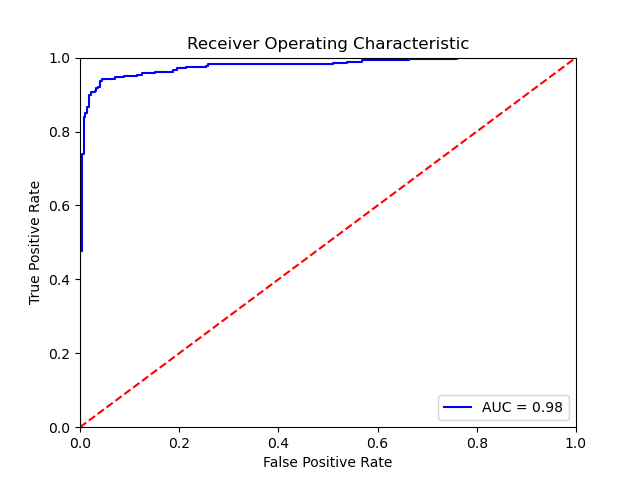 Receiver Operating Characteristic
True Positive Rate
1.0
0.8
0.6
0.4
0.2
0.0
AUC = 0.98
0.0 0.2 0.4 0.6 0.8 1.0
False Positive Rate